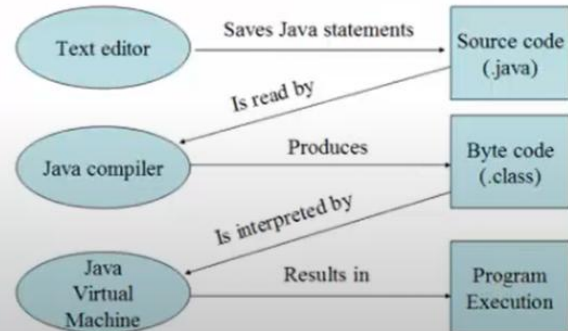 Text editor
Saves Java statements
Source code
(.java)
Is read by
Java compiler
Produces
Byte code
(.class)
Is interpreted by
Java
Virtual
Machine
Results in
Program
Execution